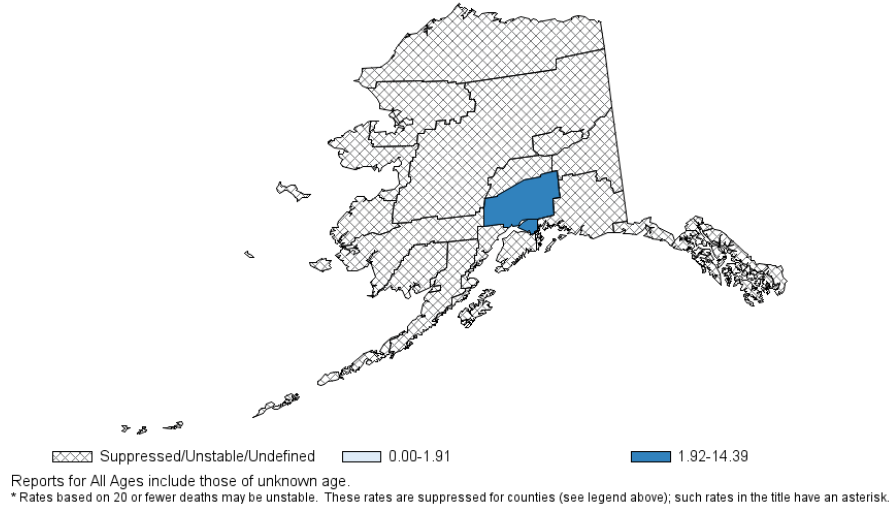 Suppressed/Unstable/Undefined 0.00-1.91 1.92-14.39
Reports for All Ages include those of unknown age.
* Rates based on 20 or fewer deaths may be unstable. These rates are suppressed for counties (see legend above); such rates in the title have an asterisk.